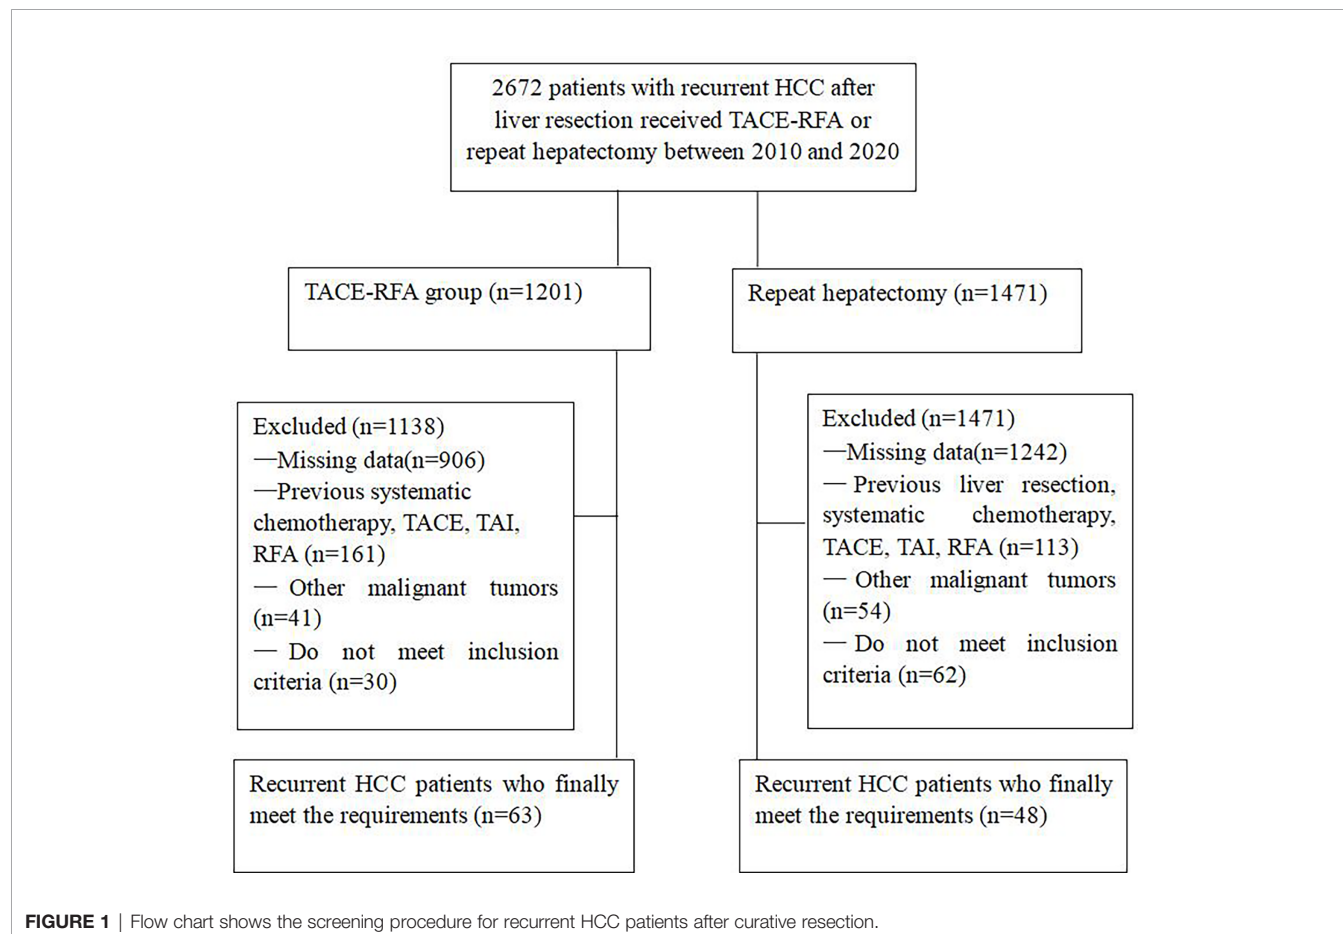 2672 patients with recurrent HCC after
liver resection received TACE-RFA or
repeat hepatectomy between 2010 and 2020
TACE-RFA group (n=1201)
Repeat hepatectomy (n=1471)
Excluded (n=1138)
—Missing data(n=906)
—Previous systematic
chemotherapy, TACE, TAI,
RFA (n=161)
— Other malignant tumors
(n=41)
— Do not meet inclusion
criteria (n=30)
Excluded (n=1471)
—Missing data(n=1242)
— Previous liver resection,
systematic chemotherapy,
TACE, TAI, RFA (n=113)
— Other malignant tumors
(n=54)
— Do not meet inclusion
criteria (n=62)
Recurrent HCC patients who finally
meet the requirements (n=63)
Recurrent HCC patients who finally
meet the requirements (n=48)
FIGURE 1 | Flow chart shows the screening procedure for recurrent HCC patients after curative resection.